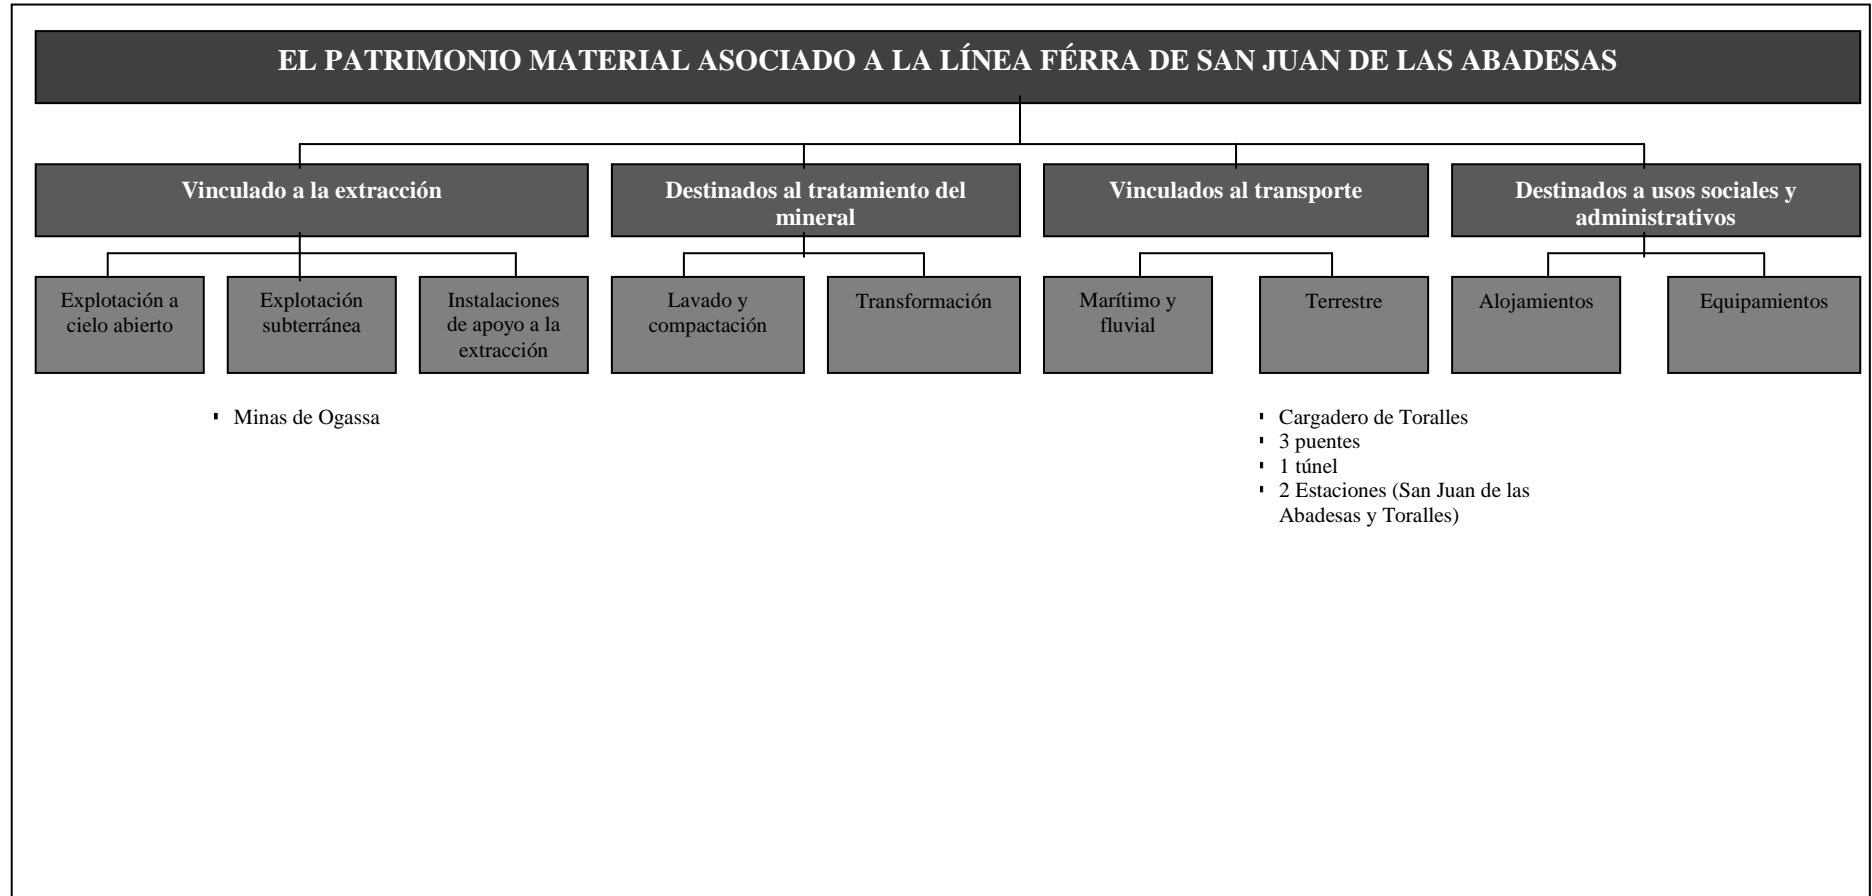 EL PATRIMONIO MATERIAL ASOCIADO A LA LÍNEA FÉRRA DE SAN JUAN DE LAS ABADESAS
Vinculado a la extracción
Destinados al tratamiento del
mineral
Vinculados al transporte
Destinados a usos sociales y
administrativos
Explotación a
cielo abierto
Explotación
subterránea
Instalaciones
de apoyo a la
extracción
Lavado y
compactación
Transformación
Marítimo y
fluvial
Terrestre
Alojamientos
Equipamientos
▪ Minas de Ogassa
▪ Cargadero de Toralles
▪ 3 puentes
▪ 1 túnel
▪ 2 Estaciones (San Juan de las
Abadesas y Toralles)